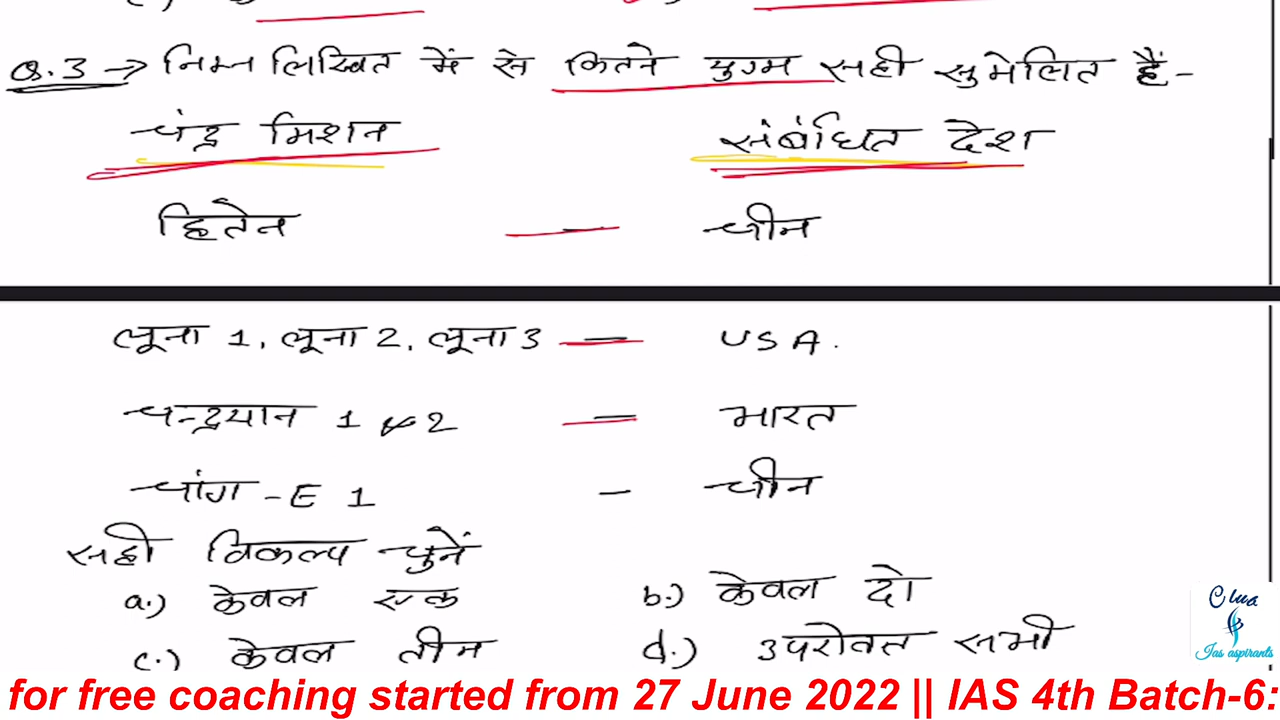 Q.3 → निम्न लिखित में से कितने युग्म सही सुमेलित हैं-
चंद्र मिशन संबंधित देश
हितेन — चीन
लूना 1, लूना 2, लूना 3 — USA.
चन्द्रयान 1 & 2 = भारत
चांग-E 1 - चीन
सही विकल्प चुनें
a.) केवल एक b.) केवल दो
c.) केवल तीन d.) उपरोक्त सभी
Clua
Ias aspirants
for free coaching started from 27 June 2022 || IAS 4th Batch-6: